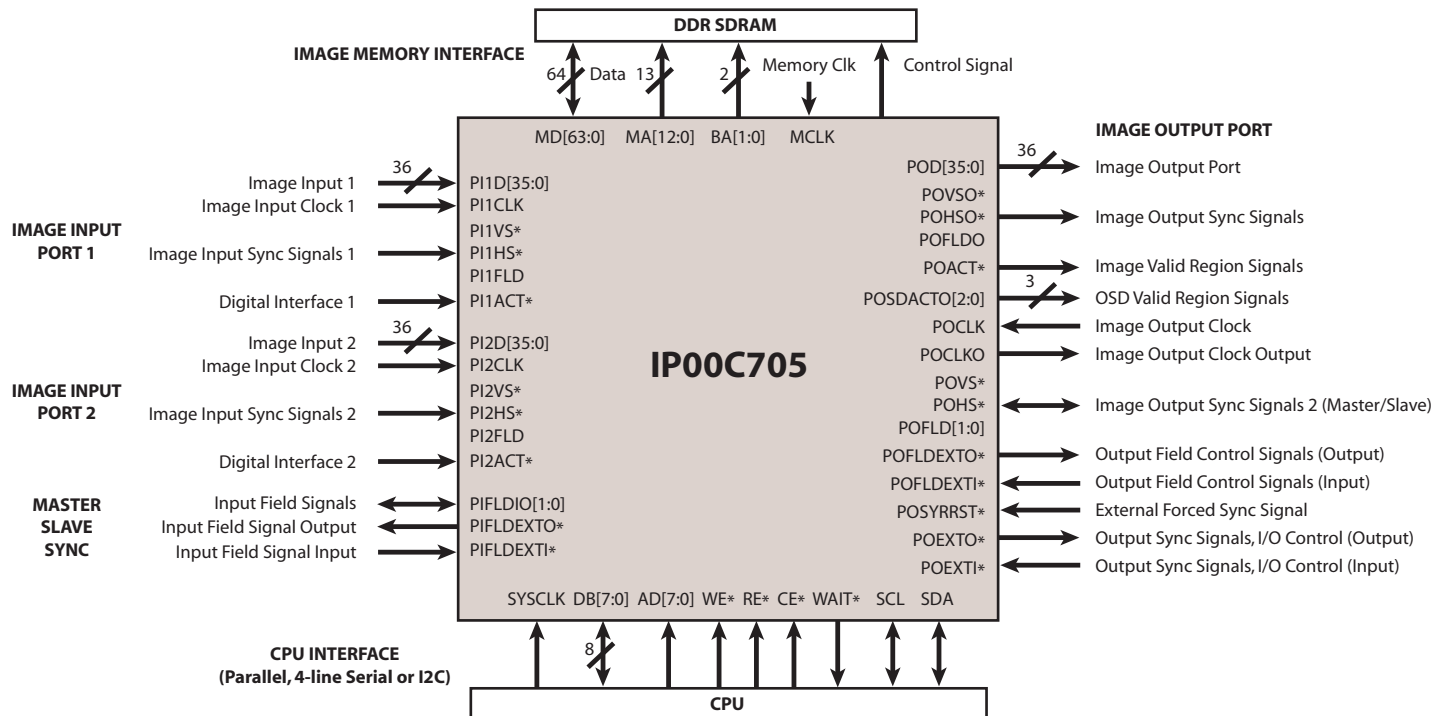 DDR SDRAM
IMAGE MEMORY INTERFACE
64 Data 13 2 Memory Clk Control Signal
MD[63:0] MA[12:0] BA[1:0] MCLK
IMAGE INPUT
PORT 1
Image Input 1 36 PI1D[35:0]
Image Input Clock 1 PI1CLK
PI1VS*
Image Input Sync Signals 1 PI1HS*
PI1FLD
Digital Interface 1 PI1ACT*
IMAGE INPUT
PORT 2
Image Input 2 36 PI2D[35:0]
Image Input Clock 2 PI2CLK
PI2VS*
Image Input Sync Signals 2 PI2HS*
PI2FLD
Digital Interface 2 PI2ACT*
MASTER
SLAVE
SYNC
Input Field Signals PIFLDIO[1:0]
Input Field Signal Output PIFLDEXTO*
Input Field Signal Input PIFLDEXTI*
IP00C705
IMAGE OUTPUT PORT
POD[35:0] 36 Image Output Port
POVSO*
POHSO* Image Output Sync Signals
POFLDO
POACT* Image Valid Region Signals
POSDACTO[2:0] 3 OSD Valid Region Signals
POCLK Image Output Clock
POCLKO Image Output Clock Output
POVS*
POHS* Image Output Sync Signals 2 (Master/Slave)
POFLD[1:0]
POFLDEXTO* Output Field Control Signals (Output)
POFLDEXTI* Output Field Control Signals (Input)
POSYRRST* External Forced Sync Signal
POEXTO* Output Sync Signals, I/O Control (Output)
POEXTI* Output Sync Signals, I/O Control (Input)
SYSCLK DB[7:0] AD[7:0] WE* RE* CE* WAIT* SCL SDA
CPU INTERFACE
(Parallel, 4-line Serial or I2C)
8
CPU